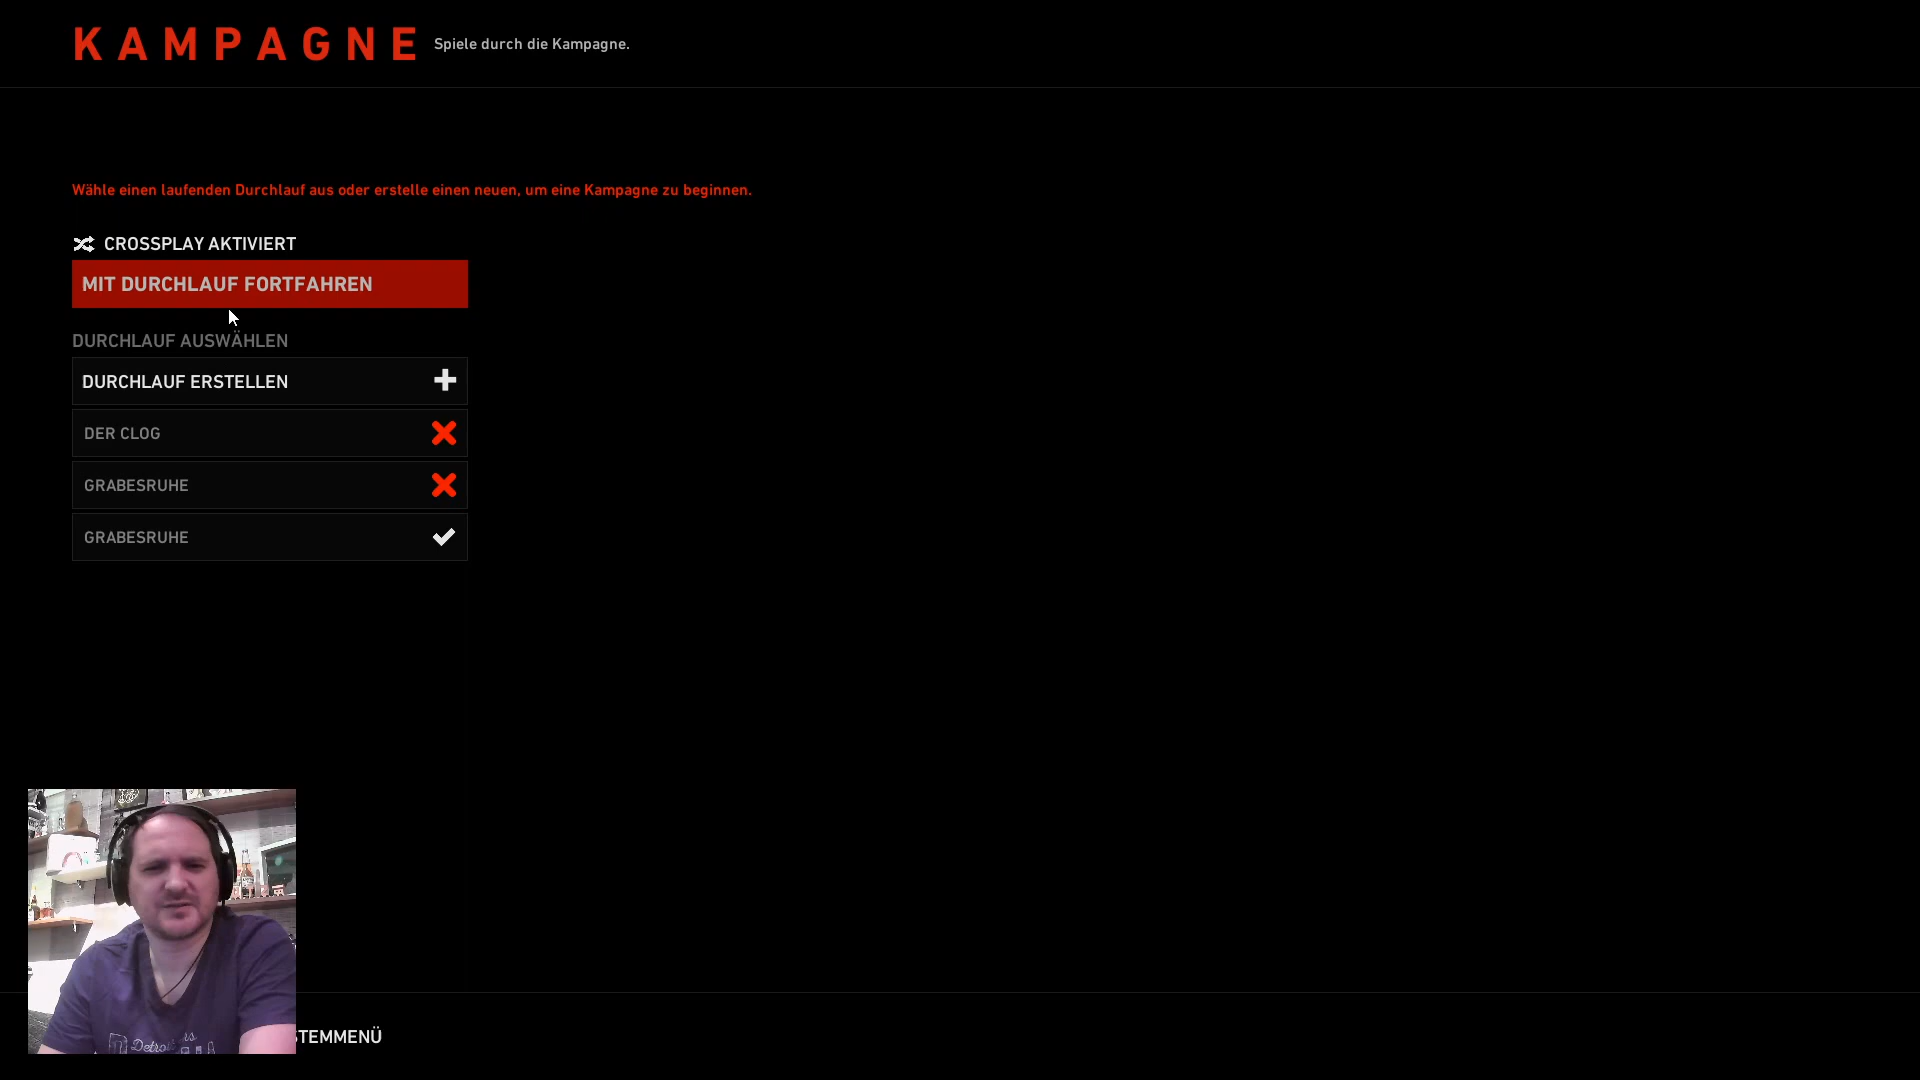 KAMPAGNE Spiele durch die Kampagne.
Wähle einen laufenden Durchlauf aus oder erstelle einen neuen, um eine Kampagne zu beginnen.
CROSSPLAY AKTIVIERT
MIT DURCHLAUF FORTFAHREN
DURCHLAUF AUSWÄHLEN
DURCHLAUF ERSTELLEN
DER CLOG
GRABESRUHE
GRABESRUHE
STEMMENÜ
Detroit